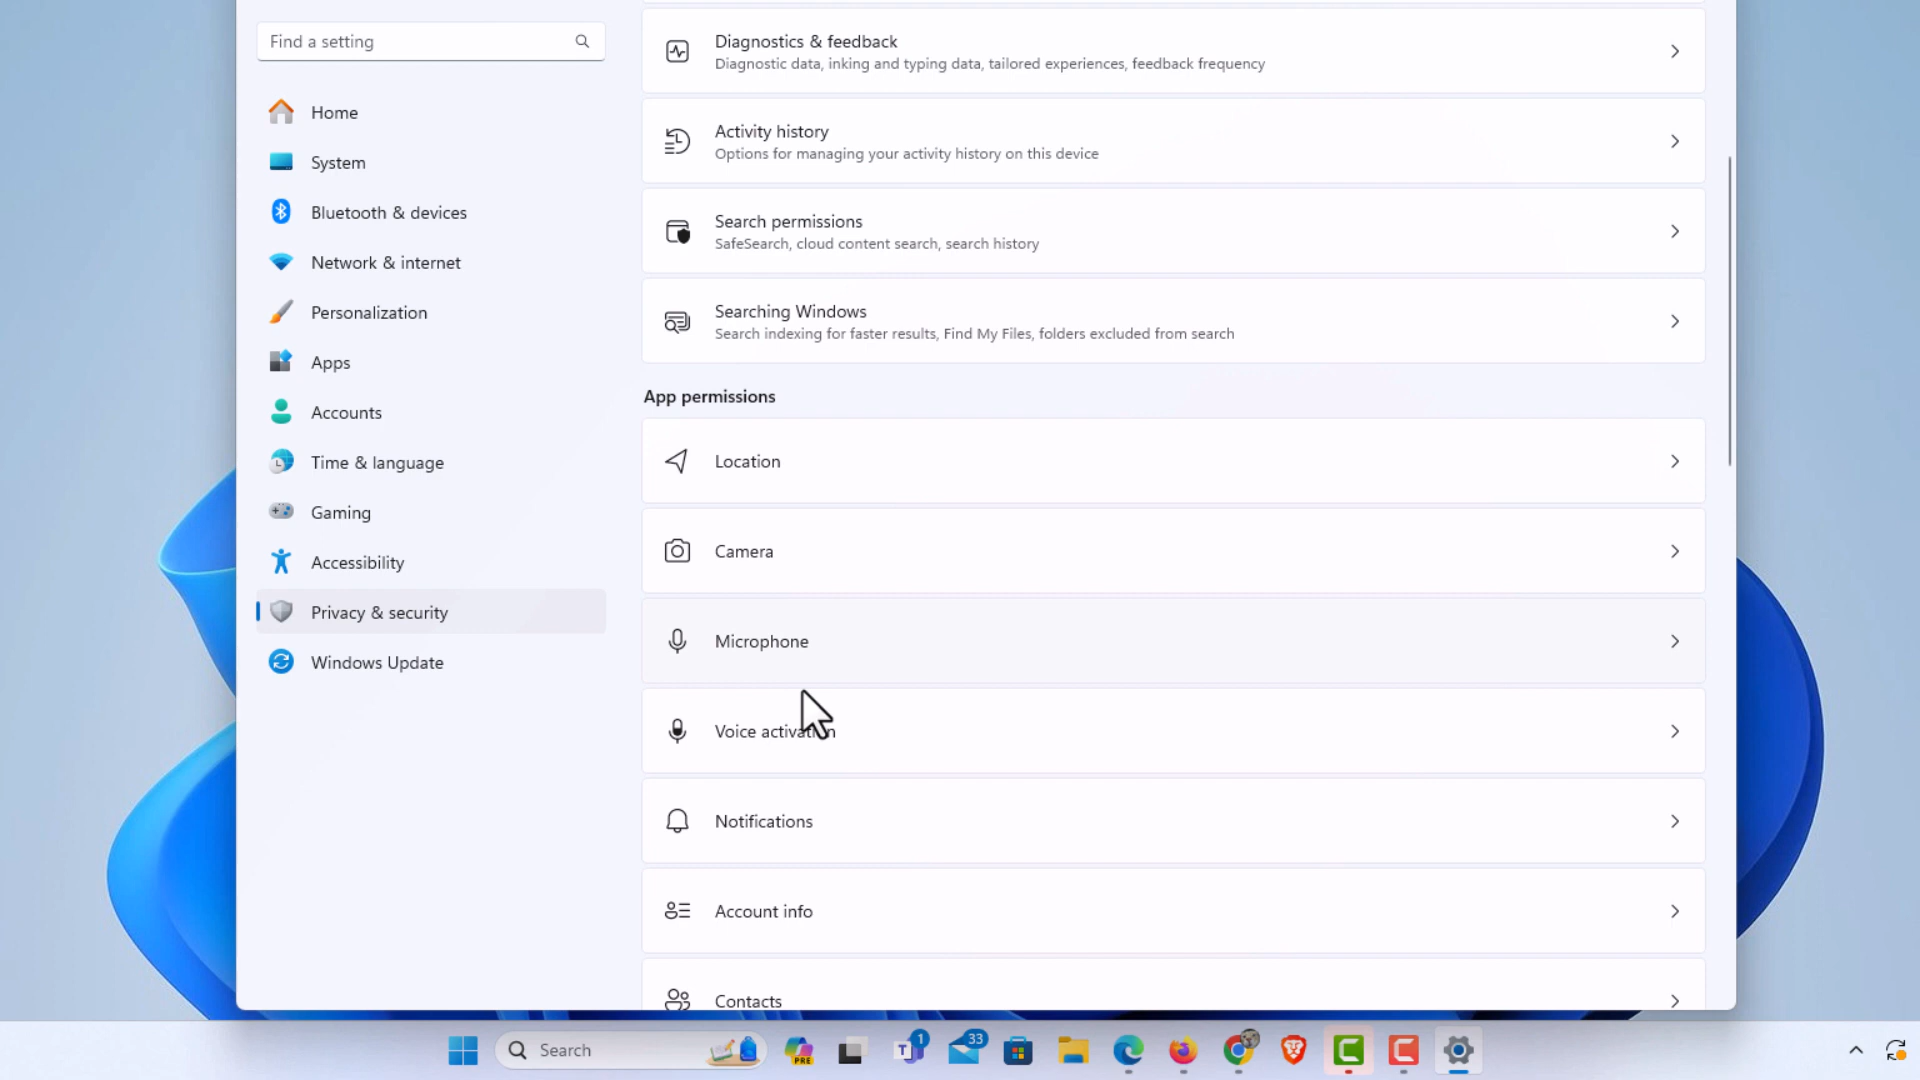 Find a setting
Home
System
Bluetooth & devices
Network & internet
Personalization
Apps
Accounts
Time & language
Gaming
Accessibility
Privacy & security
Windows Update
Diagnostics & feedback
Diagnostic data, inking and typing data, tailored experiences, feedback frequency
Activity history
Options for managing your activity history on this device
Search permissions
SafeSearch, cloud content search, search history
Searching Windows
Search indexing for faster results, Find My Files, folders excluded from search
App permissions
Location
Camera
Microphone
Voice activation
Notifications
Account info
Contacts
Search
PRE
T
1
33